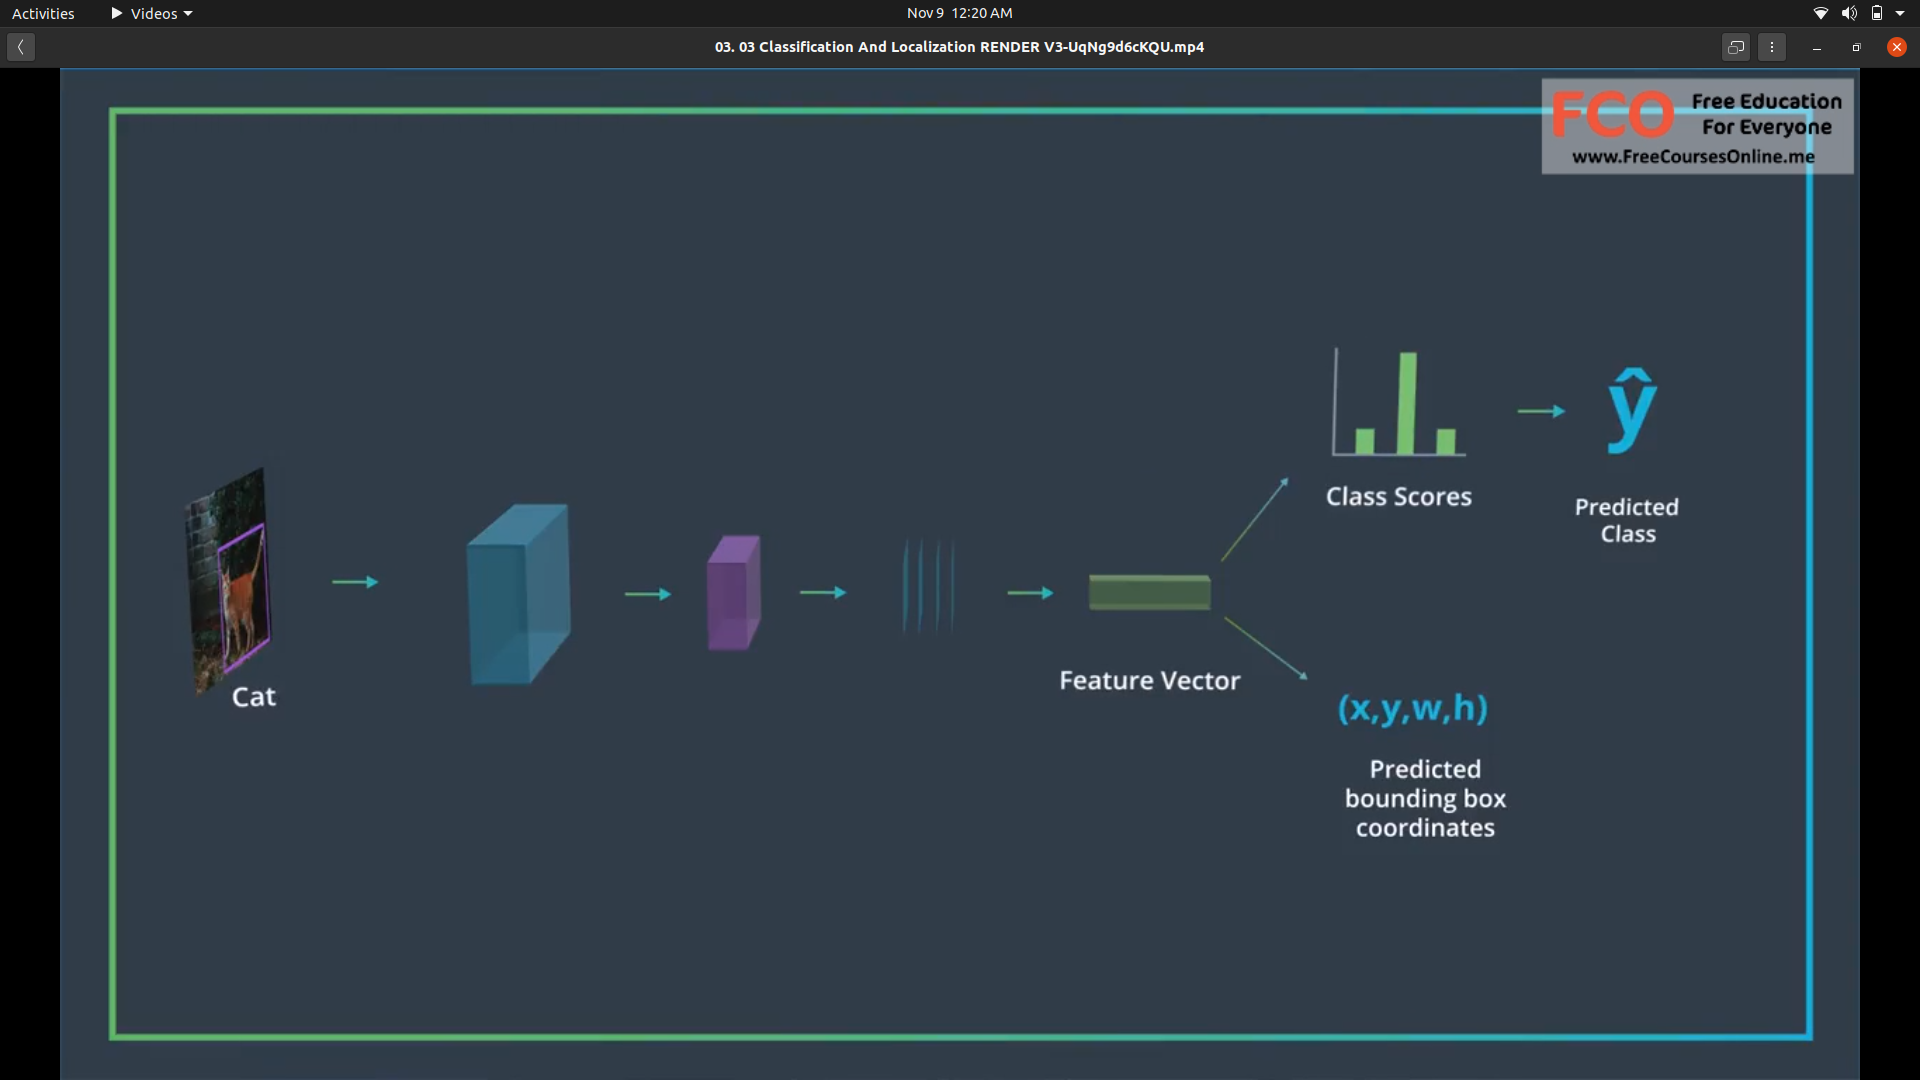 Activities
Videos
Nov 9 12:20 AM
03. 03 Classification And Localization RENDER V3-UqNg9d6cKQU.mp4
FCO
Free Education
For Everyone
www.FreeCoursesOnline.me
ŷ
Class Scores
Predicted
Class
Cat
Feature Vector
(x,y,w,h)
Predicted
bounding box
coordinates